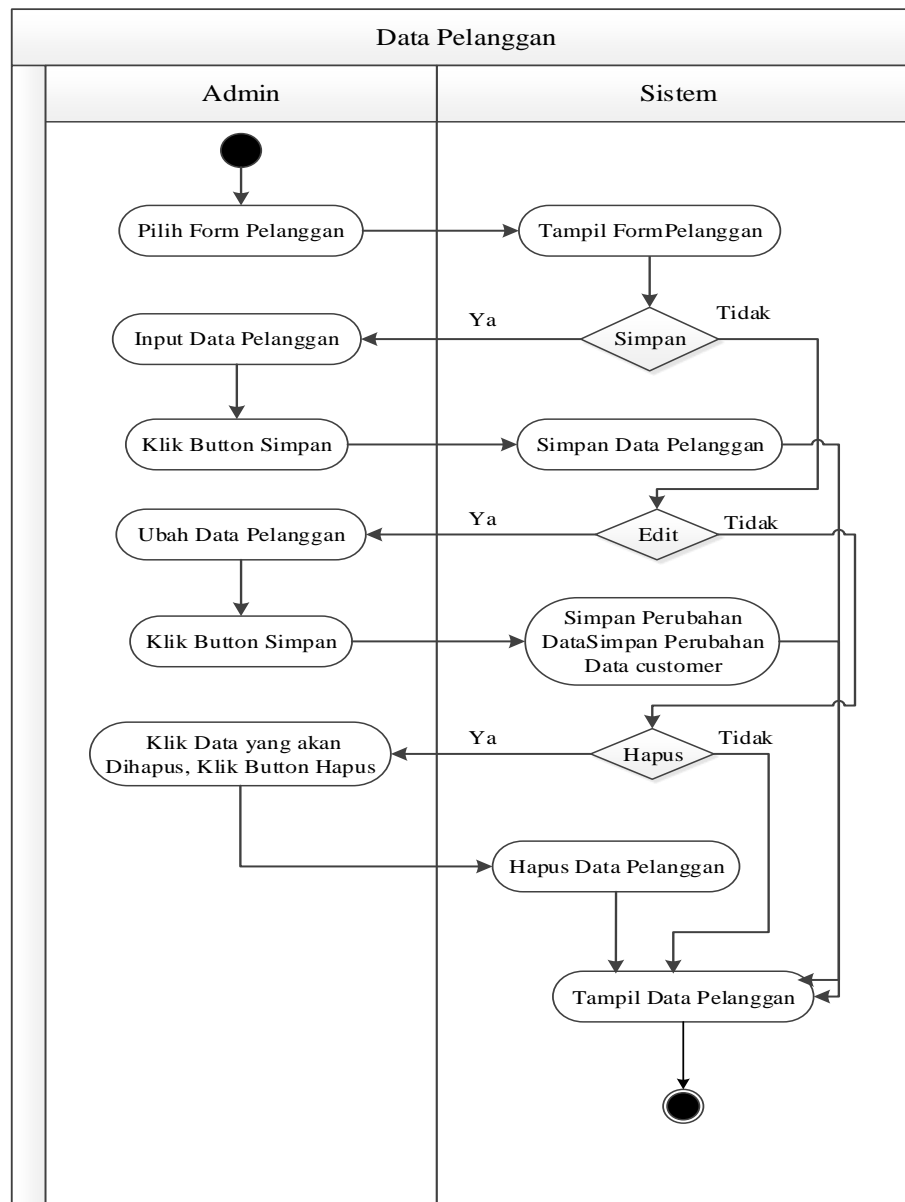 Data Pelanggan
Admin
Sistem
Pilih Form Pelanggan
Tampil FormPelanggan
Simpan
Ya
Tidak
Input Data Pelanggan
Klik Button Simpan
Simpan Data Pelanggan
Edit
Ya
Tidak
Ubah Data Pelanggan
Klik Button Simpan
Simpan Perubahan
DataSimpan Perubahan
Data customer
Hapus
Ya
Tidak
Klik Data yang akan
Dihapus, Klik Button Hapus
Hapus Data Pelanggan
Tampil Data Pelanggan